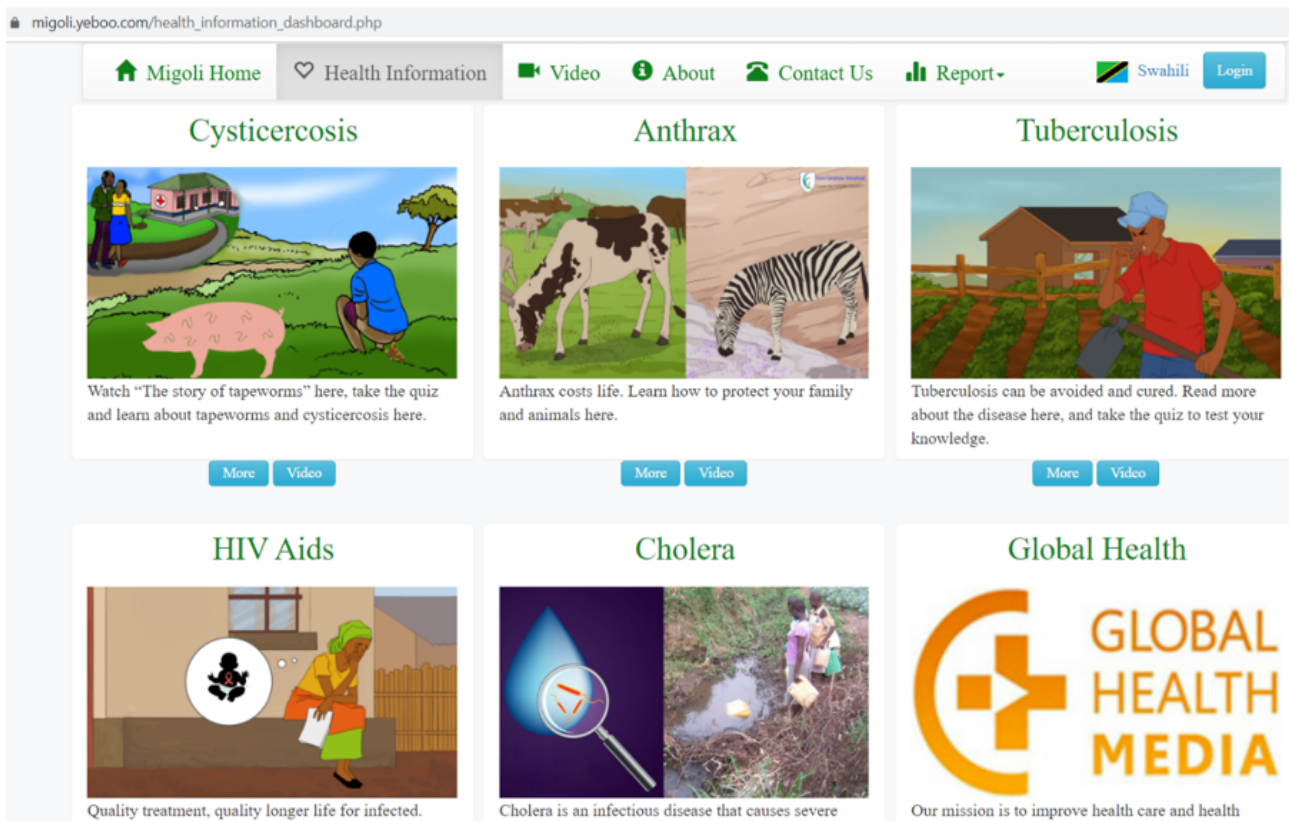 migoli.yeboo.com/health_information_dashboard.php
Migoli Home Health Information Video About Contact Us Report Swahili Login
Cysticercosis
Watch “The story of tapeworms” here, take the quiz
and learn about tapeworms and cysticercosis here.
More Video
Anthrax
Anthrax costs life. Learn how to protect your family
and animals here.
More Video
Tuberculosis
Tuberculosis can be avoided and cured. Read more
about the disease here, and take the quiz to test your
knowledge.
More Video
HIV Aids
Quality treatment, quality longer life for infected.
Cholera
Cholera is an infectious disease that causes severe
Global Health
GLOBAL
HEALTH
MEDIA
Our mission is to improve health care and health